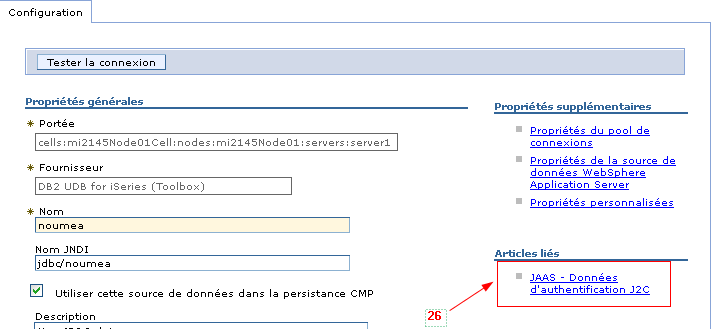 Configuration
Tester la connexion
Propriétés générales
* Portée
cells:mi2145Node01Cell:nodes:mi2145Node01:servers:server1
* Fournisseur
DB2 UDB for iSeries (Toolbox)
* Nom
noumea
Nom JNDI
jdbc/noumea
Utiliser cette source de données dans la persistance CMP
Description
Propriétés supplémentaires
Propriétés du pool de
connexions
Propriétés de la source de
données WebSphere
Application Server
Propriétés personnalisées
Articles liés
JAAS - Données
d'authentification J2C
26